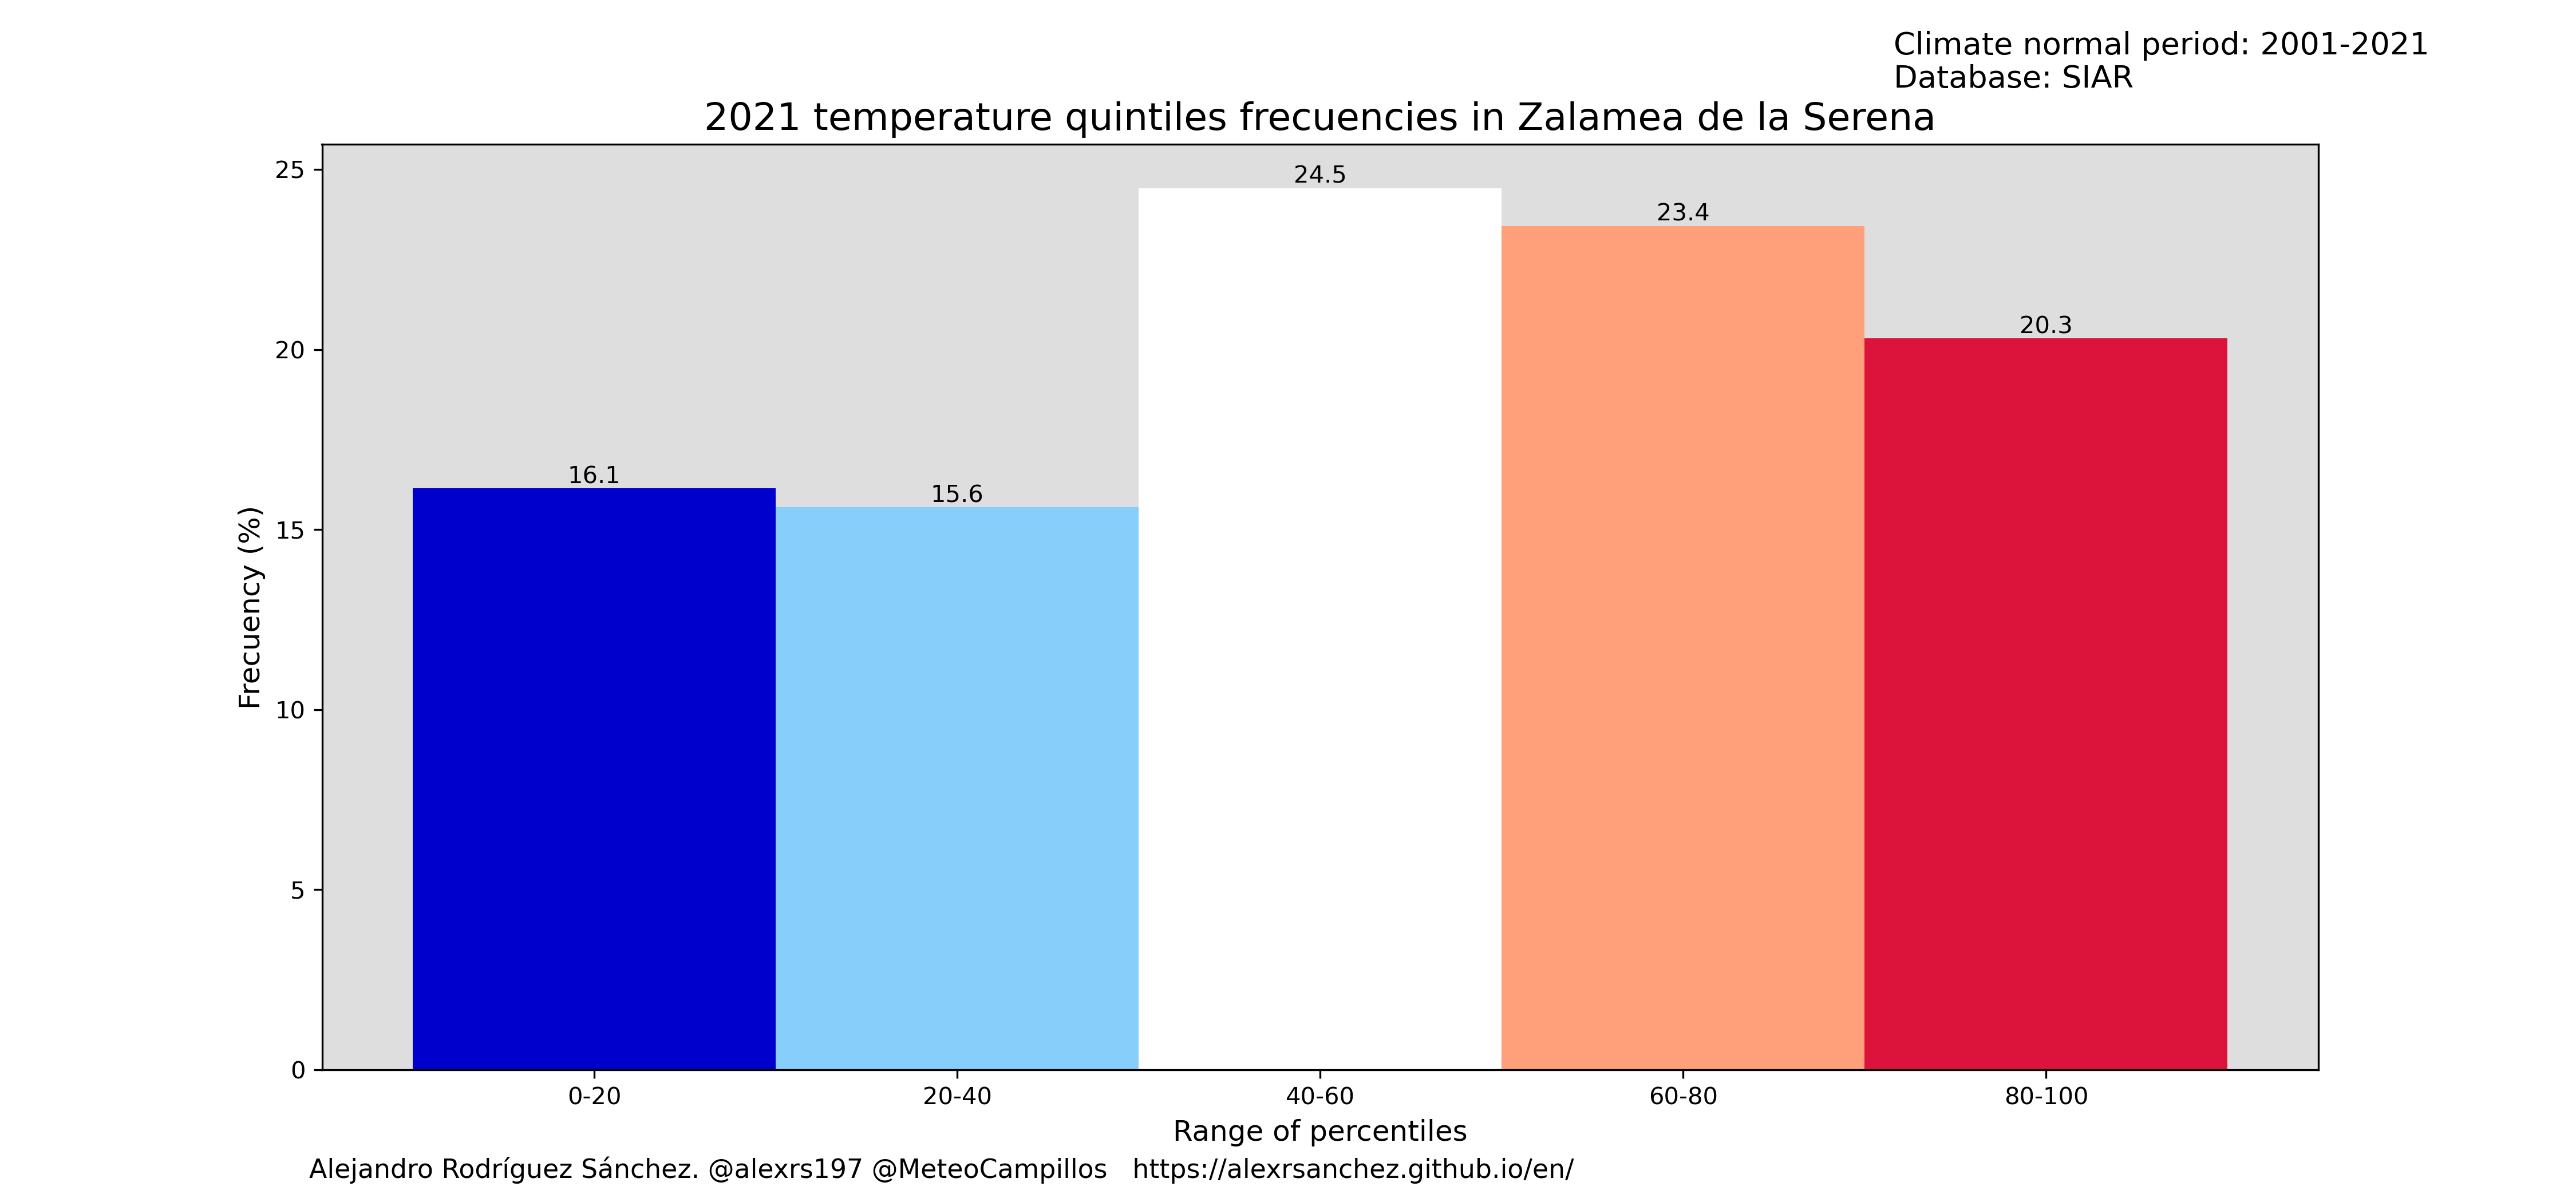 Climate normal period: 2001-2021
Database: SIAR
2021 temperature quintiles frecuencies in Zalamea de la Serena
25
20
15
10
5
0
Frecuency (%)
16.1
15.6
24.5
23.4
20.3
0-20
20-40
40-60
60-80
80-100
Range of percentiles
Alejandro Rodríguez Sánchez. @alexrs197 @MeteoCampillos   https://alexrsanchez.github.io/en/